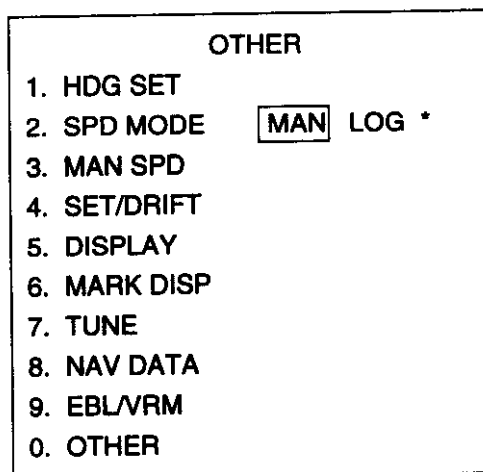 OTHER
1. HDG SET
2. SPD MODE MAN LOG *
3. MAN SPD
4. SET/DRIFT
5. DISPLAY
6. MARK DISP
7. TUNE
8. NAV DATA
9. EBL/VRM
0. OTHER